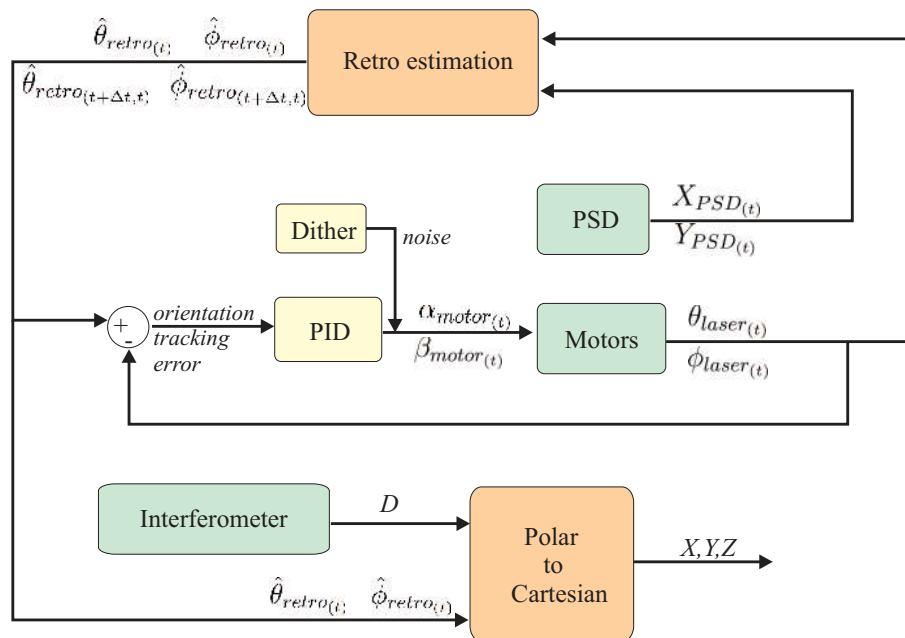 θ̂retro(t) ϕ̂̇retro(t)
Retro estimation
θ̂retro(t+Δt,t) ϕ̂̇retro(t+Δt,t)
Dither
noise
PSD
XPSD(t)
YPSD(t)
+
-
orientation
tracking
error
PID
αmotor(t)
βmotor(t)
Motors
θlaser(t)
ϕlaser(t)
Interferometer
D
Polar
to
Cartesian
X,Y,Z
θ̂retro(t) ϕ̂̇retro(t)